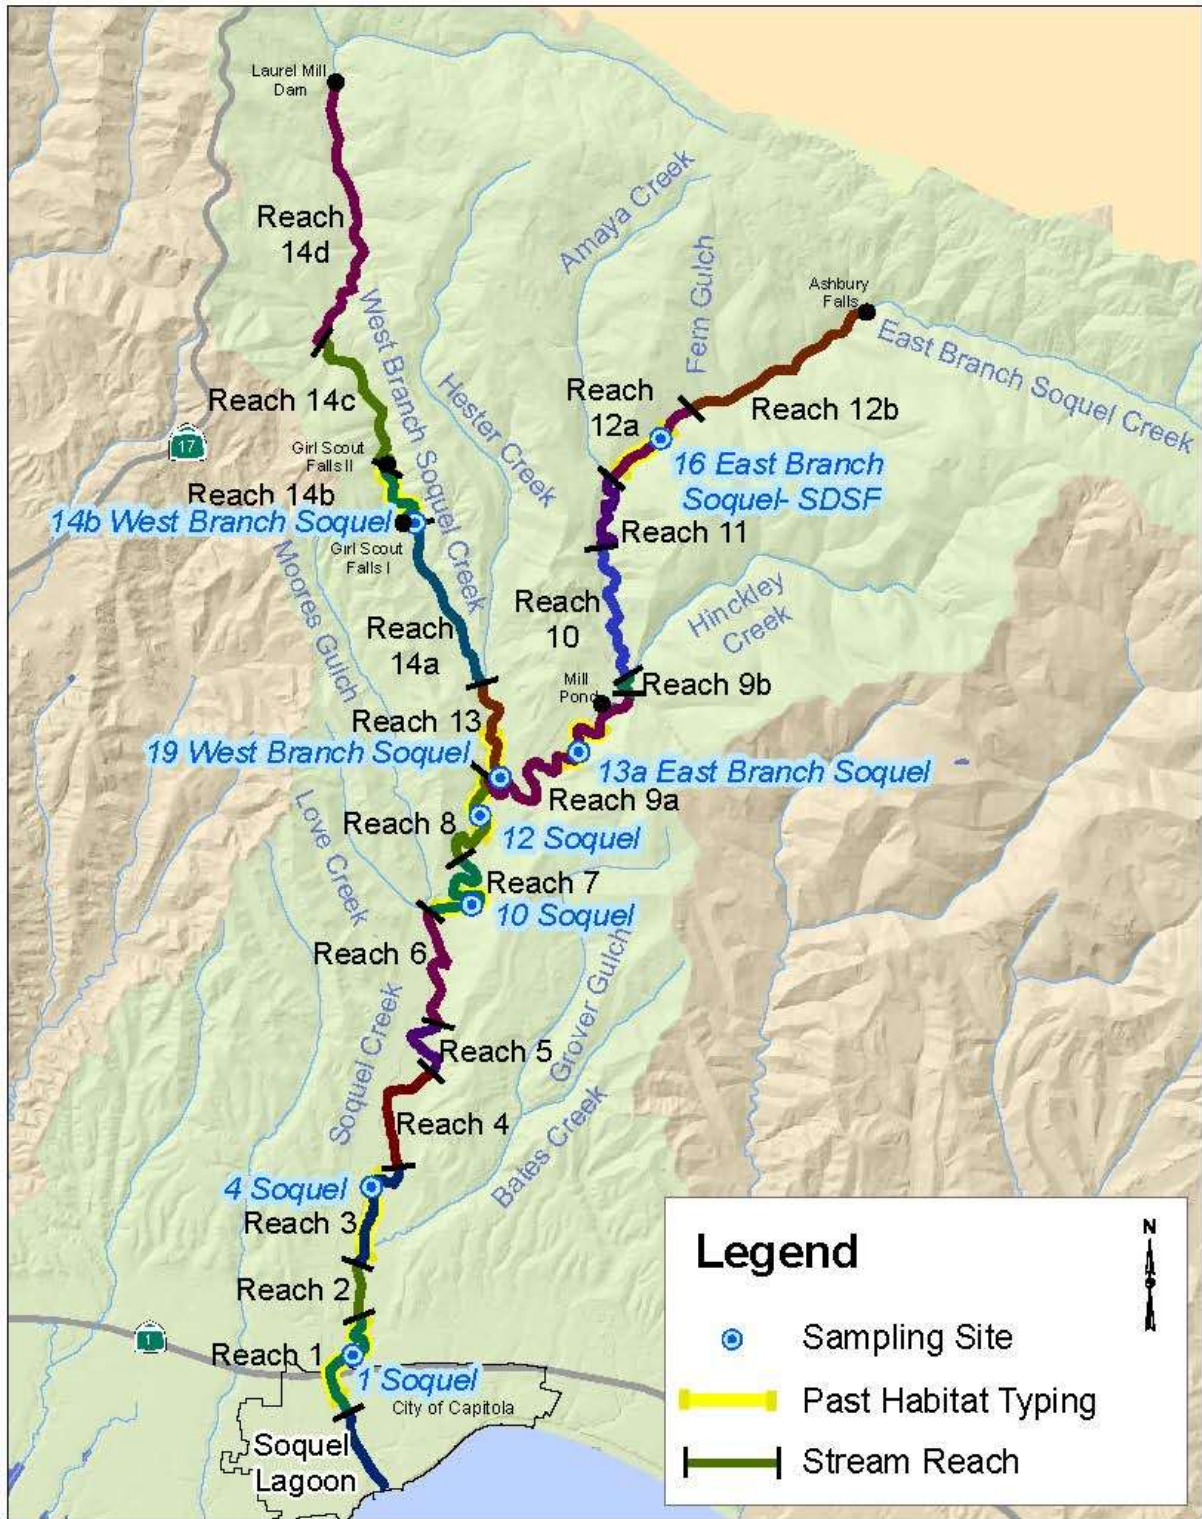 Laurel Mill
Dam
Reach
14d
Amaya Creek
Fern Gulch
Ashbury
Falls
East Branch Soquel Creek
West Branch Soquel Creek
Hester Creek
Reach
12a
Reach 12b
Reach 14c
17
Girl Scout
Falls II
16 East Branch
Soquel- SDSF
Reach 14b
14b West Branch Soquel
Girl Scout
Falls I
Reach 11
Moores Gulch
Reach
10
Hinckley
Creek
Reach
14a
Mill
Pond
Reach 9b
Reach 13
19 West Branch Soquel
13a East Branch Soquel
Reach 9a
Love Creek
Reach 8
12 Soquel
Reach 7
10 Soquel
Reach 6
Grover Gulch
Soquel Creek
Reach 5
Reach 4
Bates Creek
4 Soquel
Reach 3
Reach 2
1
Reach 1
1 Soquel
City of Capitola
Soquel
Lagoon
Legend
N
Sampling Site
Past Habitat Typing
Stream Reach